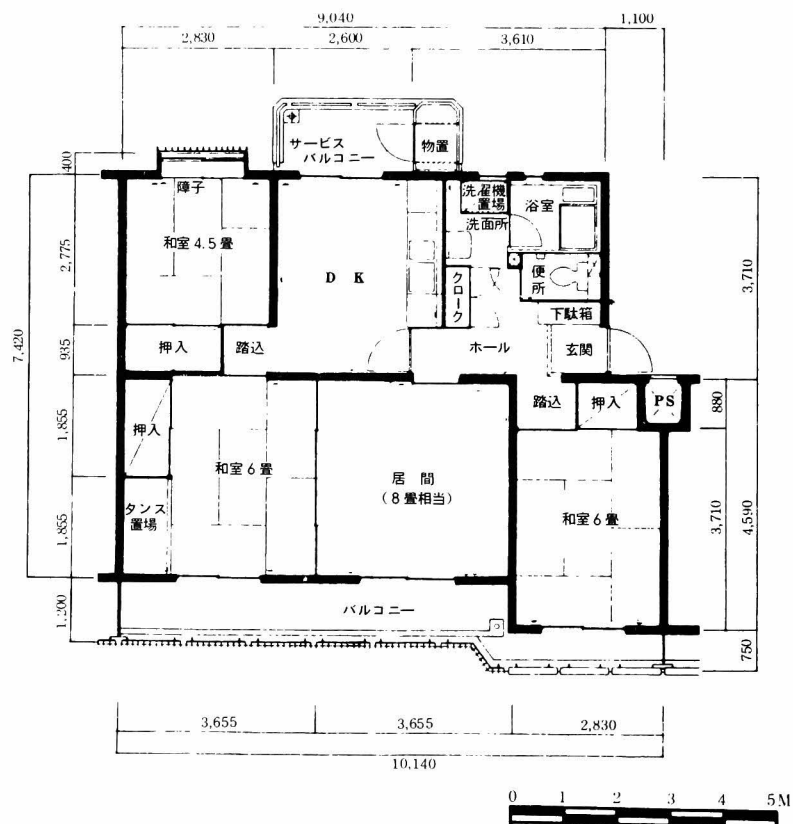 9,040
1,100
2,830
2,600
3,610
サービス
バルコニー
物置
400
障子
洗濯機
置場
浴室
洗面所
和室 4.5 畳
2,775
D K
3,710
便所
クローク
下駄箱
7,420
935
押入
踏込
ホール
玄関
踏込
押入
PS
880
1,855
押入
和室 6 畳
居 間
(8 畳相当)
タンス
置場
和室 6 畳
3,710
4,590
1,855
バルコニー
1,200
750
3,655
3,655
2,830
10,140
0 1 2 3 4 5M